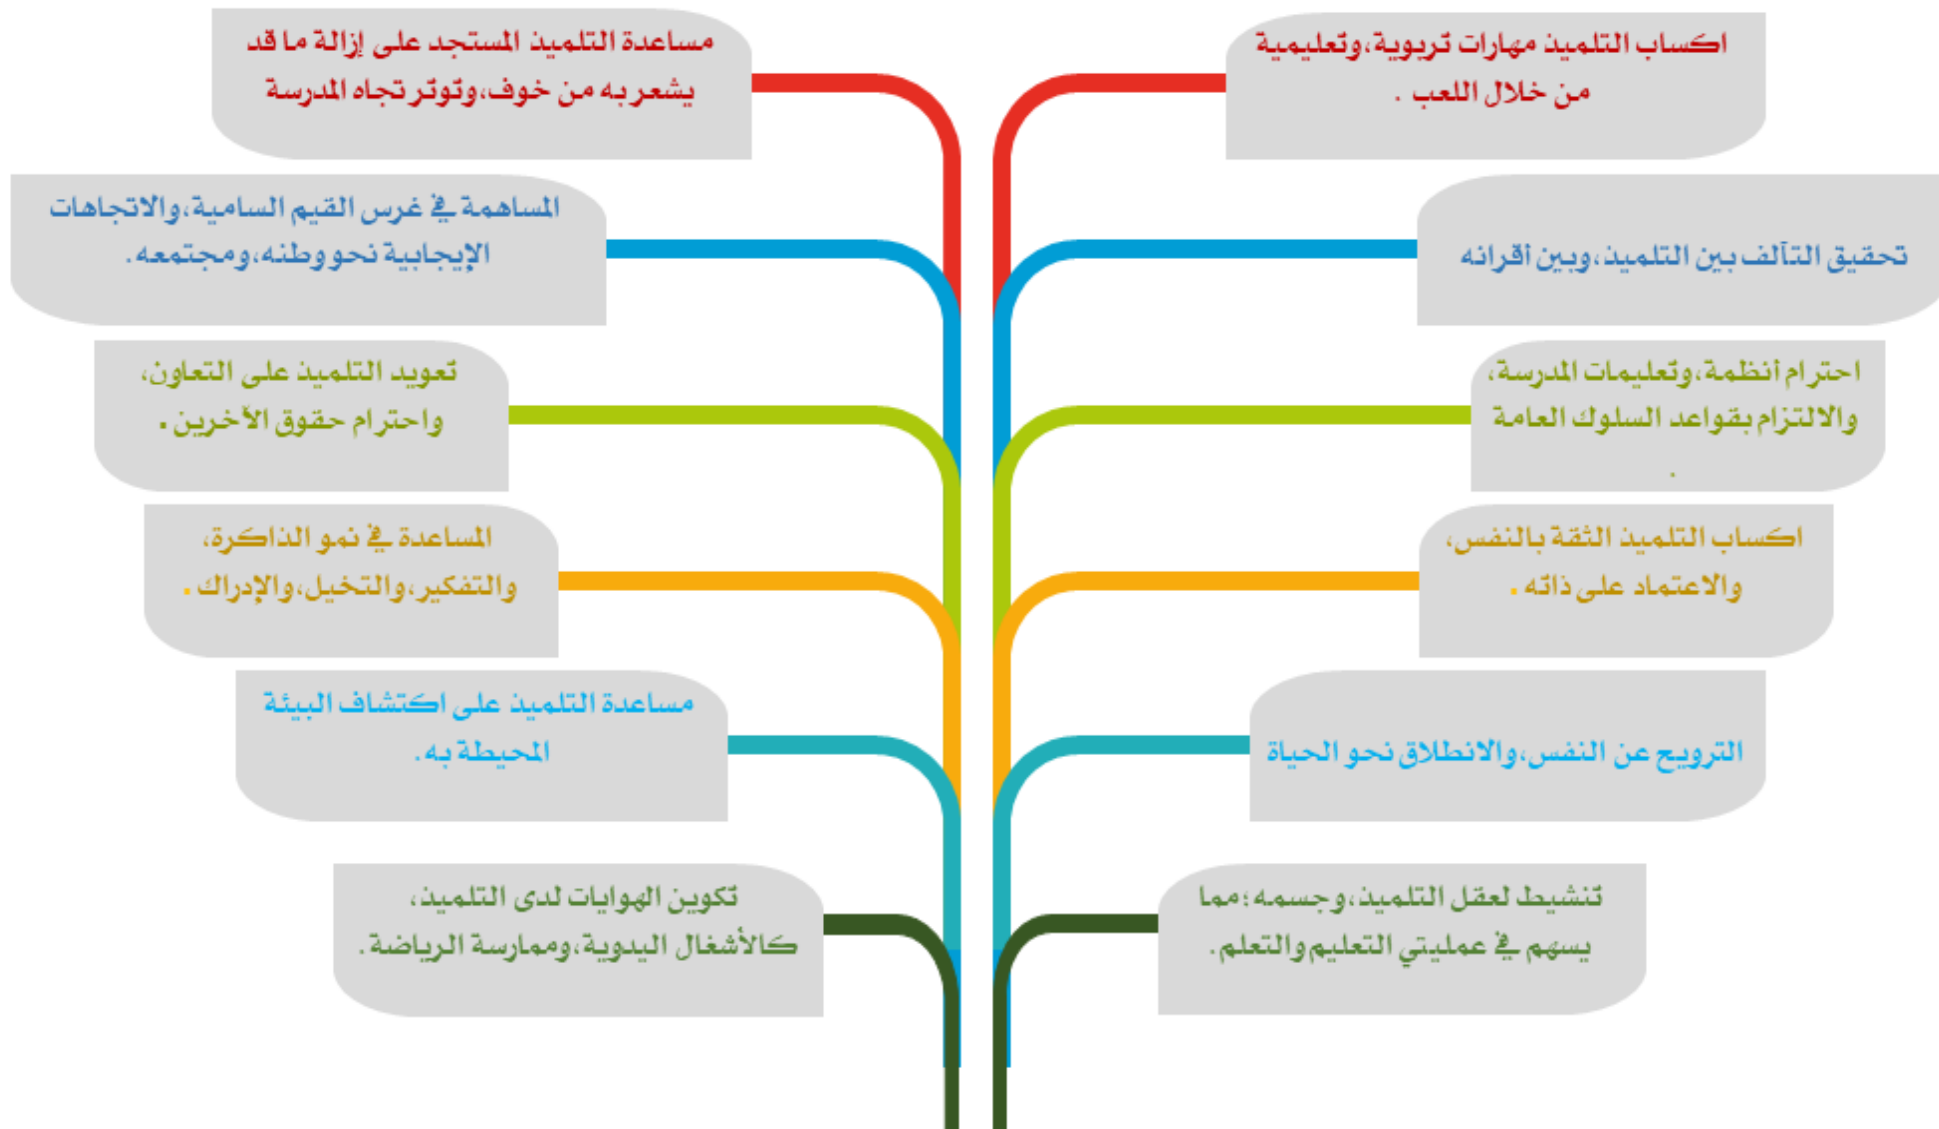 اكساب التلميذ مهارات تربوية،وتعليمية
من خلال اللعب .
مساعدة التلميذ المستجد على إزالة ما قد
يشعر به من خوف،وتوتر تجاه المدرسة
تحقيق التآلف بين التلميذ،وبين أقرانه
المساهمة في غرس القيم السامية،والاتجاهات
الإيجابية نحو وطنه،ومجتمعه.
احترام أنظمة،وتعليمات المدرسة،
والالتزام بقواعد السلوك العامة
.
تعويد التلميذ على التعاون،
واحترام حقوق الآخرين.
اكساب التلميذ الثقة بالنفس،
والاعتماد على ذاته .
المساعدة في نمو الذاكرة،
والتفكير،والتخيل،والإدراك.
الترويح عن النفس،والانطلاق نحو الحياة
مساعدة التلميذ على اكتشاف البيئة
المحيطة به.
تنشيط لعقل التلميذ،وجسمه؛مما
يسهم في عمليتي التعليم والتعلم.
تكوين الهوايات لدى التلميذ،
كالأشغال اليدوية،وممارسة الرياضة.